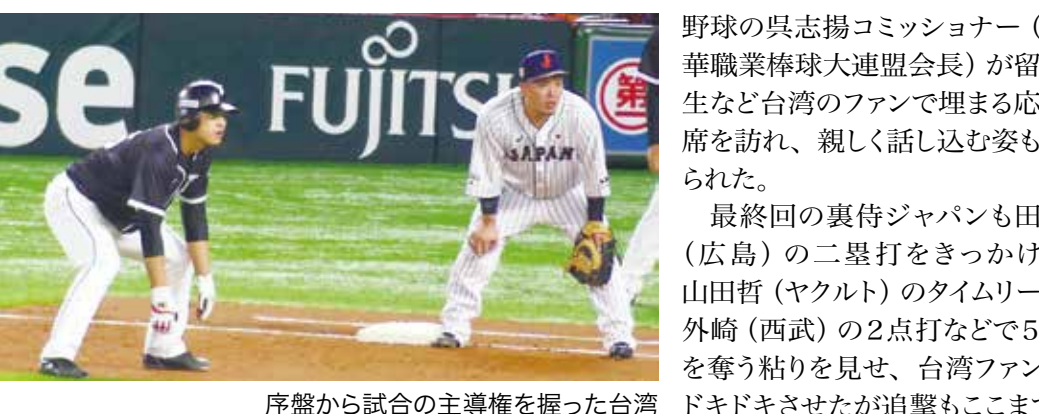 se
FUJITS
第
JAPAN
序盤から試合の主導権を握った台湾
野球の呉志揚コミッショナー（
華職業棒球大連盟会長）が留
生など台湾のファンで埋まる応
席を訪れ、親しく話し込む姿も
られた。
最終回の裏侍ジャパンも田
（広島）の二塁打をきっかけ
山田哲（ヤクルト）のタイムリー
外崎（西武）の2点打などで5
を奪う粘りを見せ、台湾ファン
ドキドキさせたが追撃もここまで